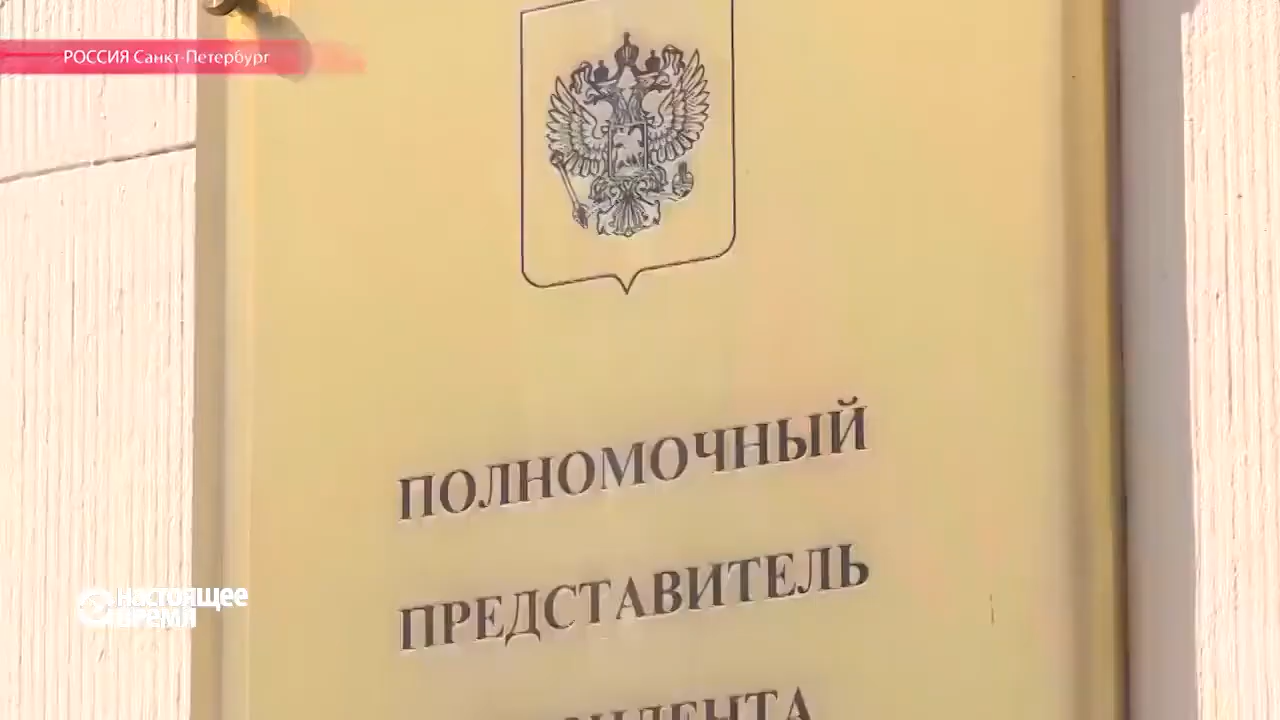 РОССИЯ Санкт-Петербург
ПОЛНОМОЧНЫЙ
ПРЕДСТАВИТЕЛЬ
НАСТОЯЩЕЕ
ВРЕМЯ